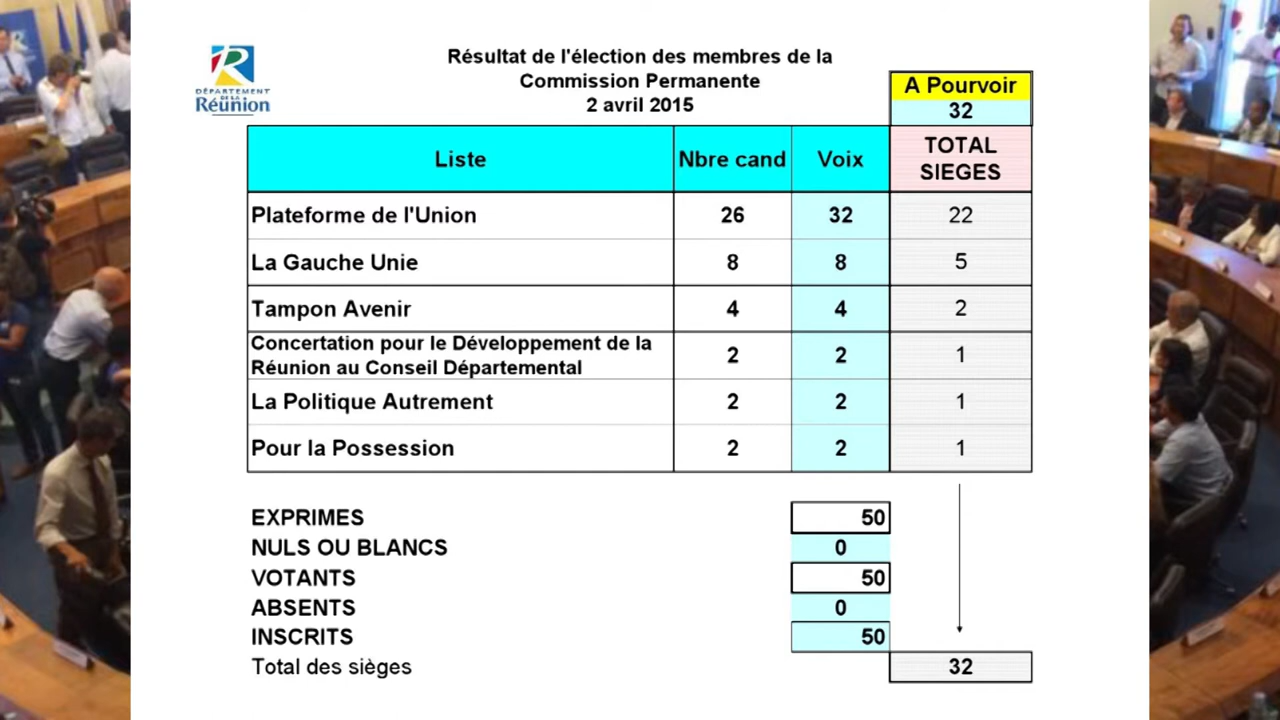 DÉPARTEMENT
DE LA
Réunion
Résultat de l'élection des membres de la
Commission Permanente
2 avril 2015
A Pourvoir
32
Liste Nbre cand Voix TOTAL SIEGES
Plateforme de l'Union 26 32 22
La Gauche Unie 8 8 5
Tampon Avenir 4 4 2
Concertation pour le Développement de la
Réunion au Conseil Départemental 2 2 1
La Politique Autrement 2 2 1
Pour la Possession 2 2 1
EXPRIMES 50
NULS OU BLANCS 0
VOTANTS 50
ABSENTS 0
INSCRITS 50
Total des sièges 32